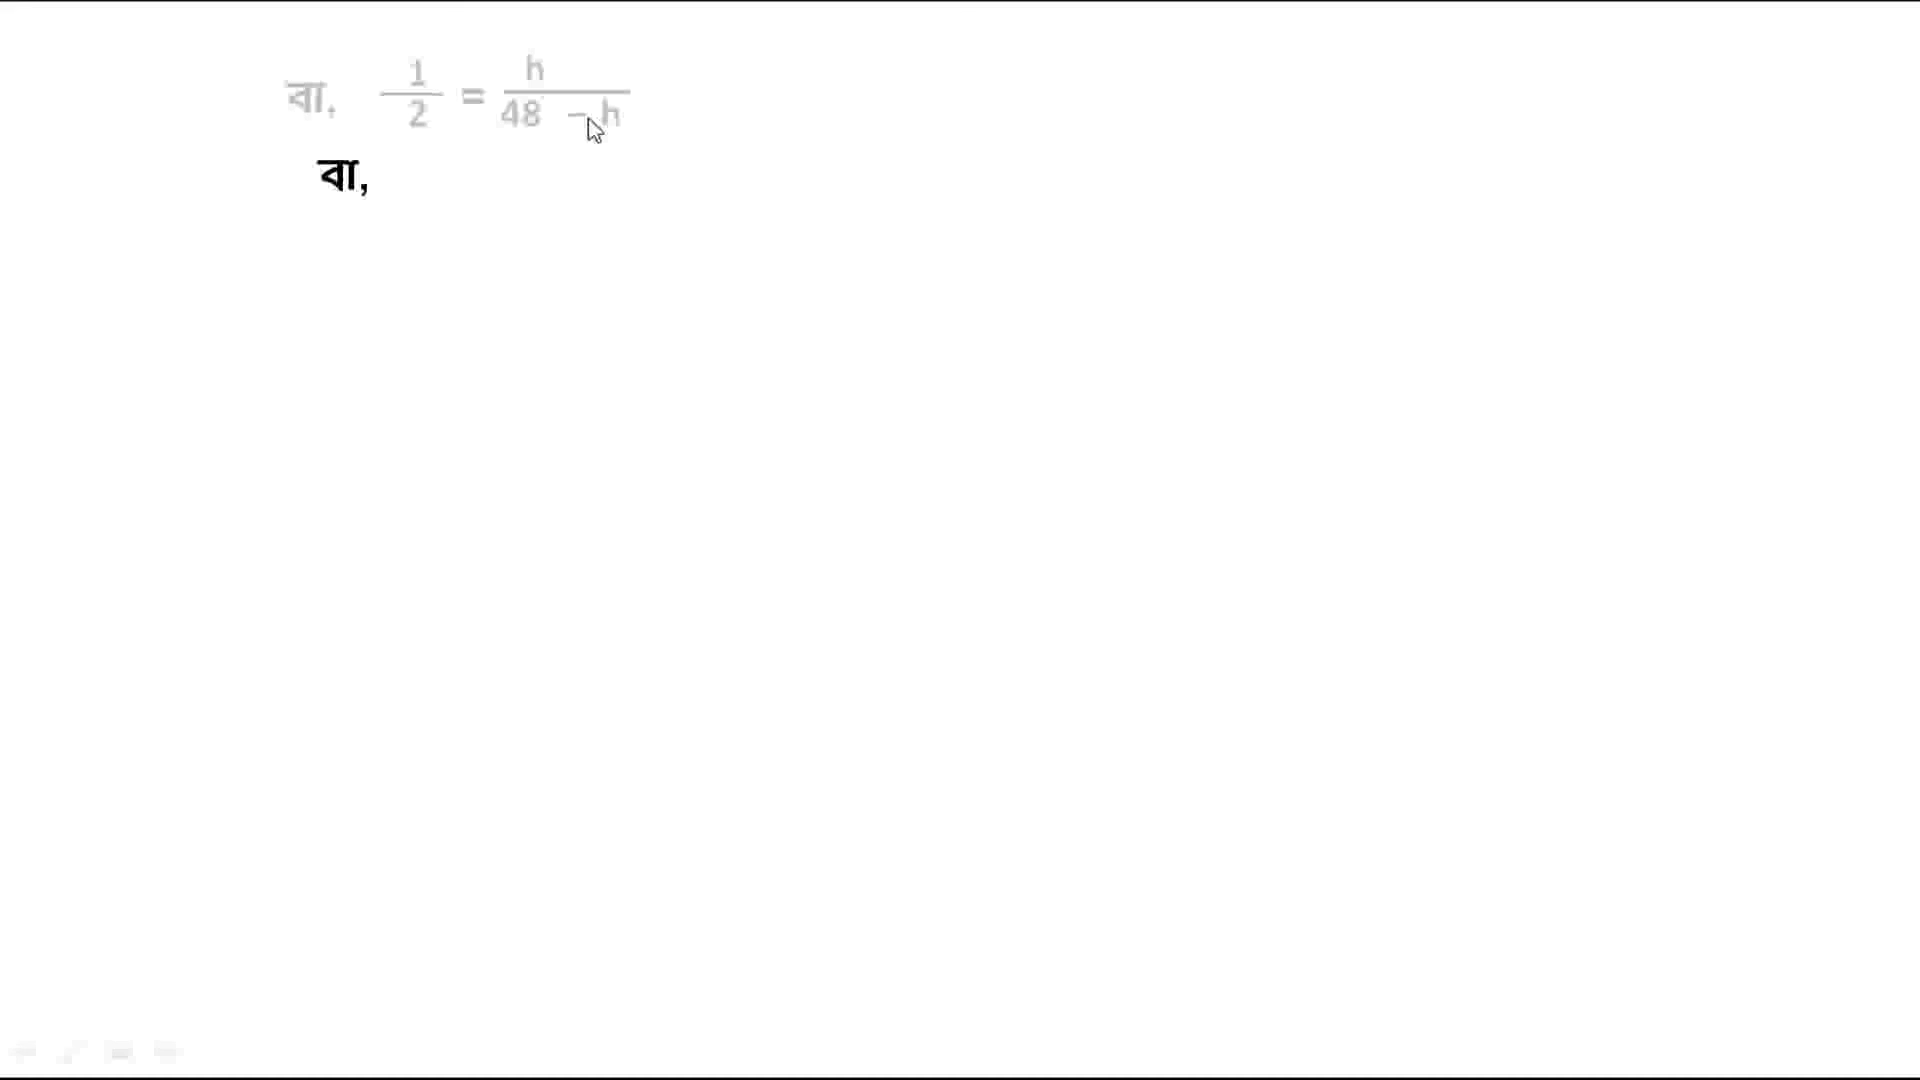 বা, 1/2 = h/(48 – h)
বা,